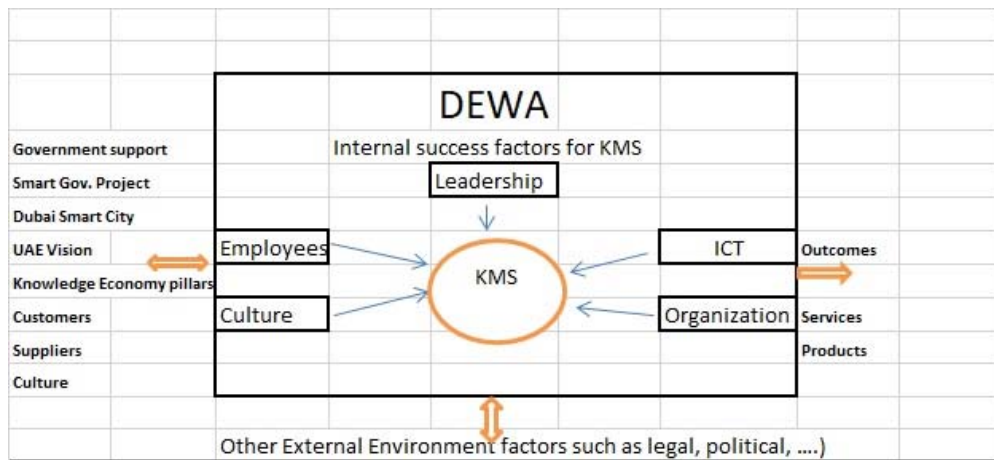 DEWA
Government support
Internal success factors for KMS
Smart Gov. Project
Leadership
Dubai Smart City
UAE Vision
Employees
ICT
Outcomes
KMS
Knowledge Economy pillars
Customers
Culture
Organization
Services
Suppliers
Products
Culture
Other External Environment factors such as legal, political, ....)